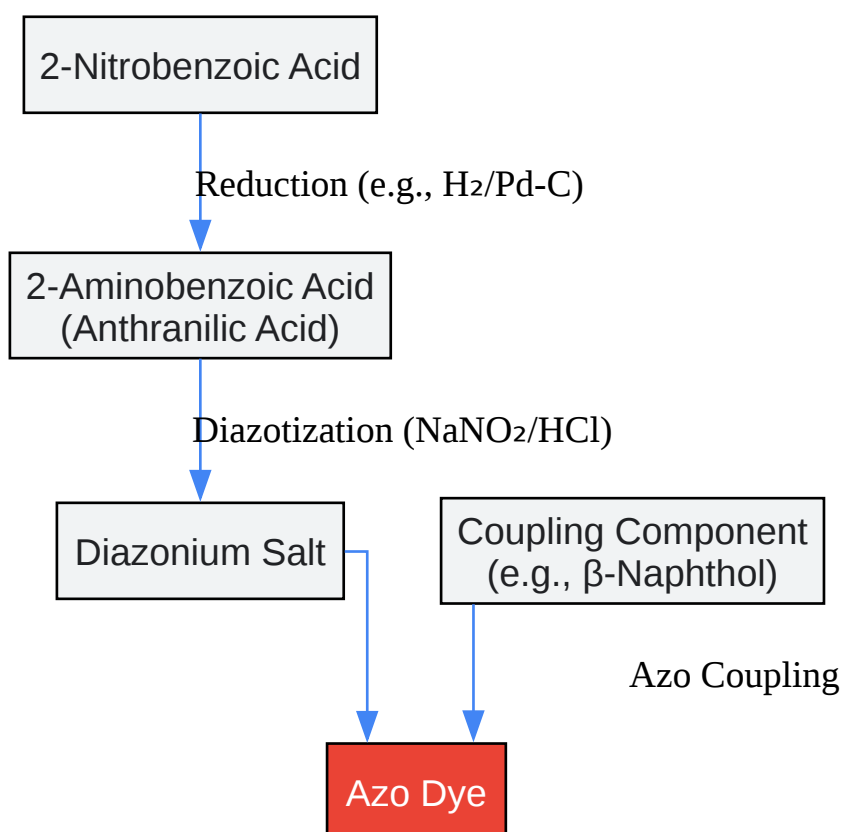 2-Nitrobenzoic Acid
Reduction (e.g., H₂/Pd-C)
2-Aminobenzoic Acid
(Anthranilic Acid)
Diazotization (NaNO₂/HCl)
Diazonium Salt
Coupling Component
(e.g., β-Naphthol)
Azo Coupling
Azo Dye